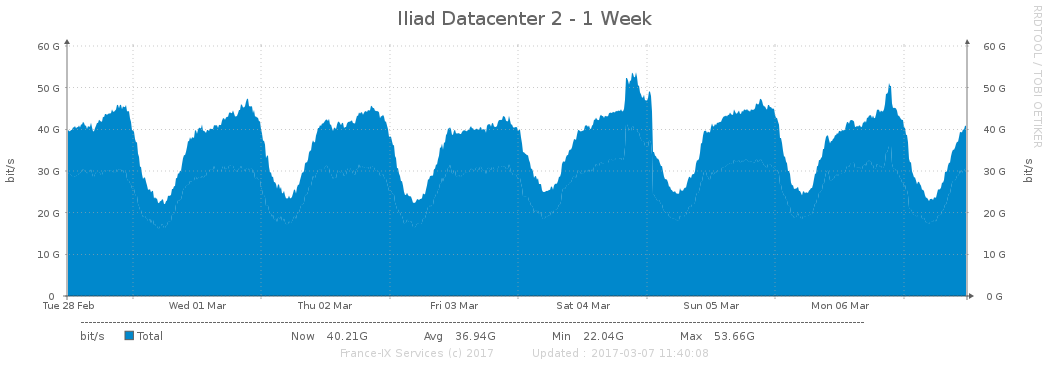 Iliad Datacenter 2 - 1 Week
RRDTOOL / TOBI OETIKER
60 G 60 G
50 G 50 G
40 G 40 G
30 G 30 G
20 G 20 G
10 G 10 G
0 0 G
bit/s bit/s
Tue 28 Feb Wed 01 Mar Thu 02 Mar Fri 03 Mar Sat 04 Mar Sun 05 Mar Mon 06 Mar
bit/s Total Now 40.21G Avg 36.94G Min 22.04G Max 53.66G
France-IX Services (c) 2017 Updated : 2017-03-07 11:40:08